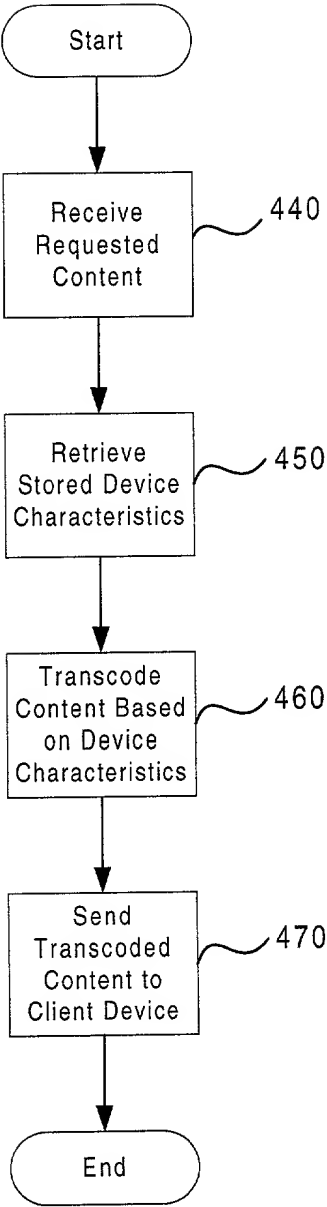 Start
Receive
Requested
Content
440
Retrieve
Stored Device
Characteristics
450
Transcode
Content Based
on Device
Characteristics
460
Send
Transcoded
Content to
Client Device
470
End